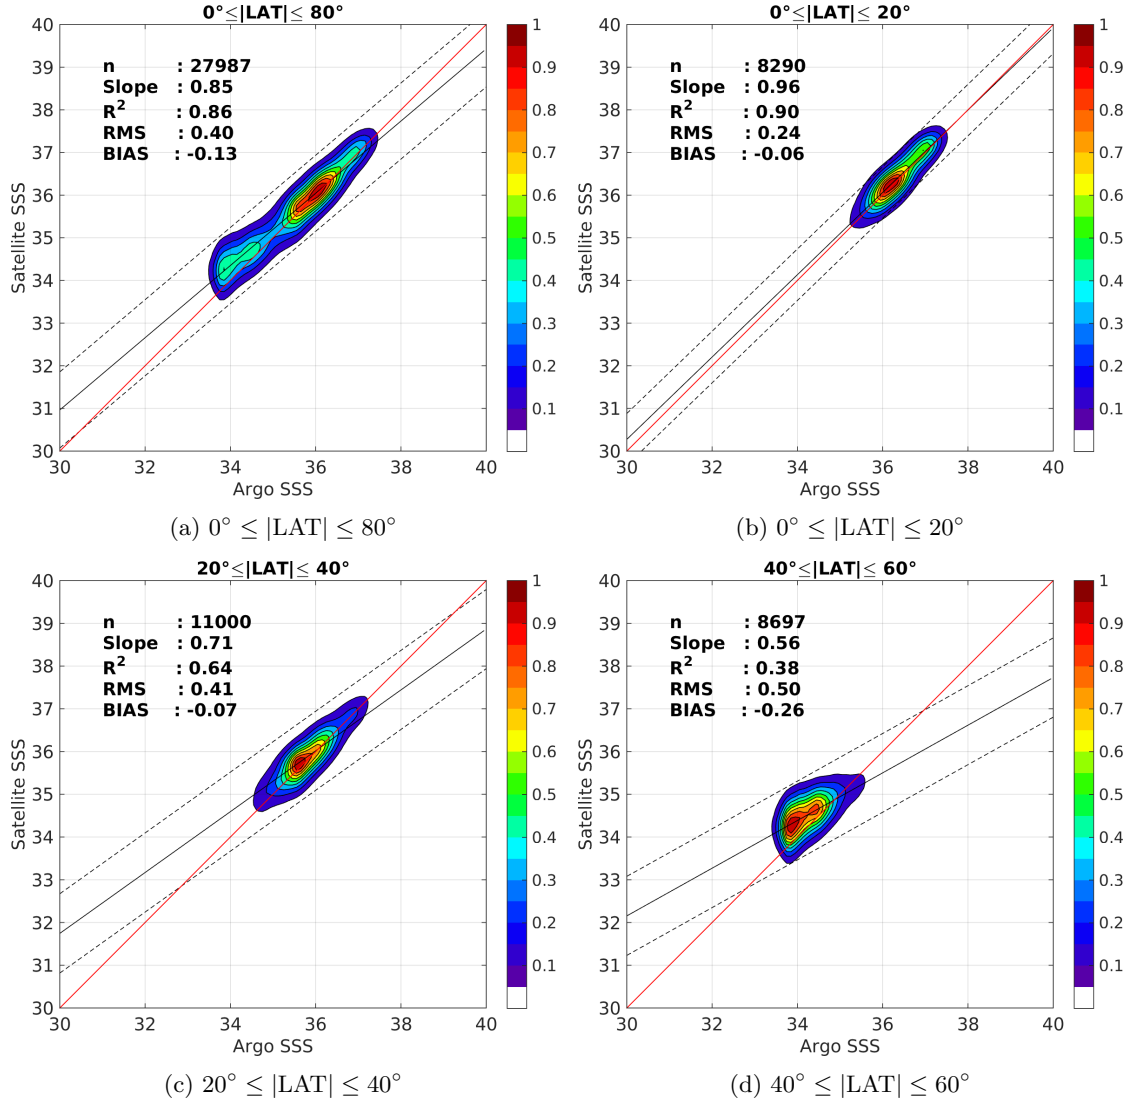 0°≤|LAT|≤ 80°
n : 27987
Slope : 0.85
R² : 0.86
RMS : 0.40
BIAS : -0.13
40
39
38
37
36
35
34
33
32
31
30
30 32 34 36 38 40
Satellite SSS
Argo SSS
1
0.9
0.8
0.7
0.6
0.5
0.4
0.3
0.2
0.1
(a) 0° ≤ |LAT| ≤ 80°
0°≤|LAT|≤ 20°
n : 8290
Slope : 0.96
R² : 0.90
RMS : 0.24
BIAS : -0.06
40
39
38
37
36
35
34
33
32
31
30
30 32 34 36 38 40
Satellite SSS
Argo SSS
1
0.9
0.8
0.7
0.6
0.5
0.4
0.3
0.2
0.1
(b) 0° ≤ |LAT| ≤ 20°
20°≤|LAT|≤ 40°
n : 11000
Slope : 0.71
R² : 0.64
RMS : 0.41
BIAS : -0.07
40
39
38
37
36
35
34
33
32
31
30
30 32 34 36 38 40
Satellite SSS
Argo SSS
1
0.9
0.8
0.7
0.6
0.5
0.4
0.3
0.2
0.1
(c) 20° ≤ |LAT| ≤ 40°
40°≤|LAT|≤ 60°
n : 8697
Slope : 0.56
R² : 0.38
RMS : 0.50
BIAS : -0.26
40
39
38
37
36
35
34
33
32
31
30
30 32 34 36 38 40
Satellite SSS
Argo SSS
1
0.9
0.8
0.7
0.6
0.5
0.4
0.3
0.2
0.1
(d) 40° ≤ |LAT| ≤ 60°